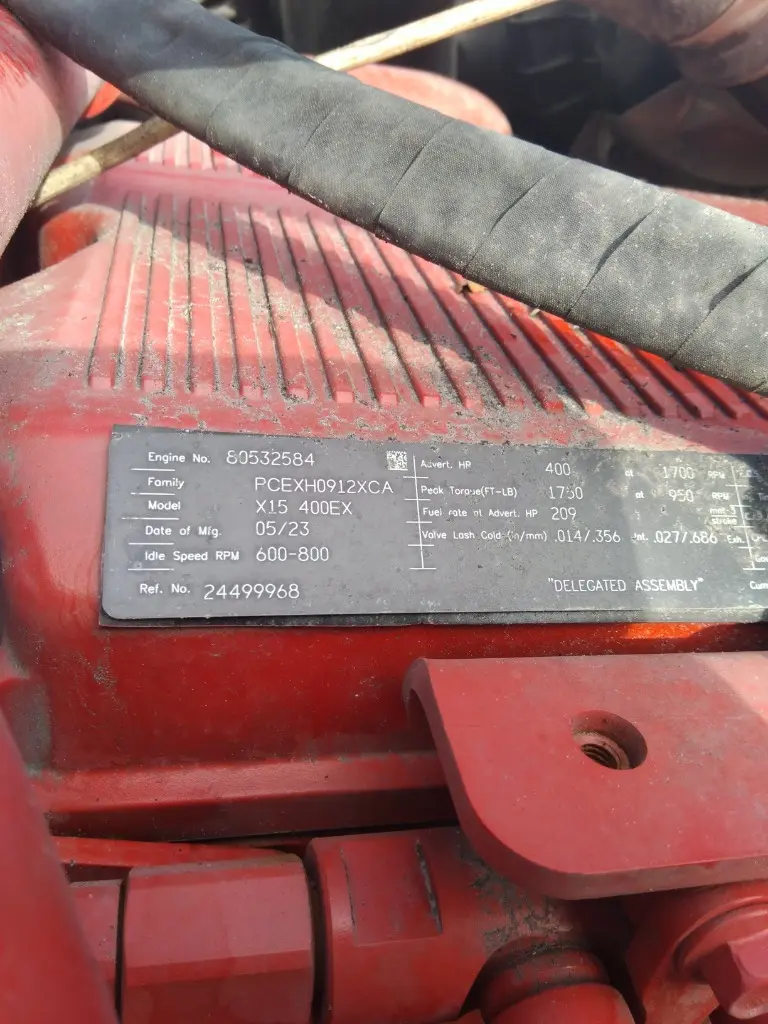 Engine No. 80532584
Family PCEXH0912XCA
Model X15 400EX
Date of Mfg. 05/23
Idle Speed RPM 600-800
Ref. No. 24499968
Advert. HP 400 at 1700 RPM
Peak Torque(FT-LB) 1750 at 950 RPM
Fuel rate at Advert. HP 209 mm3 stroke
Valve Lash Cold (in/mm) .014/.356 Int. .027/.686 Exh.
"DELEGATED ASSEMBLY"